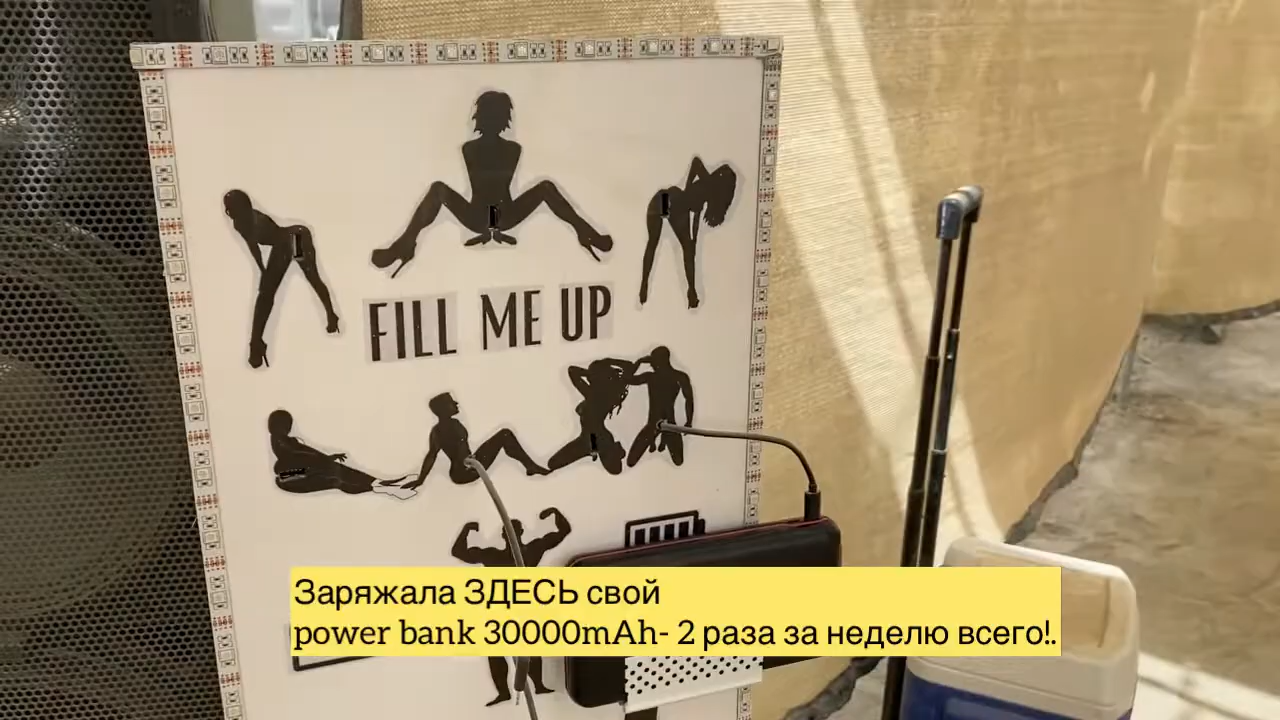 FILL ME UP
Заряжала ЗДЕСЬ свой
power bank 30000mAh- 2 раза за неделю всего!.